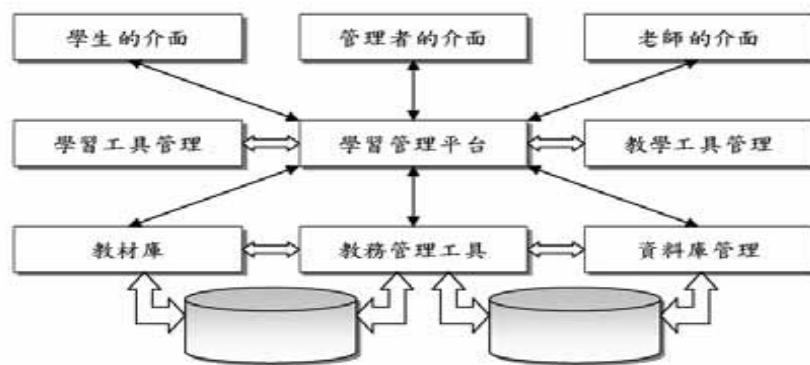 學生的介面
管理者的介面
老師的介面
學習工具管理
學習管理平台
教學工具管理
教材庫
教務管理工具
資料庫管理